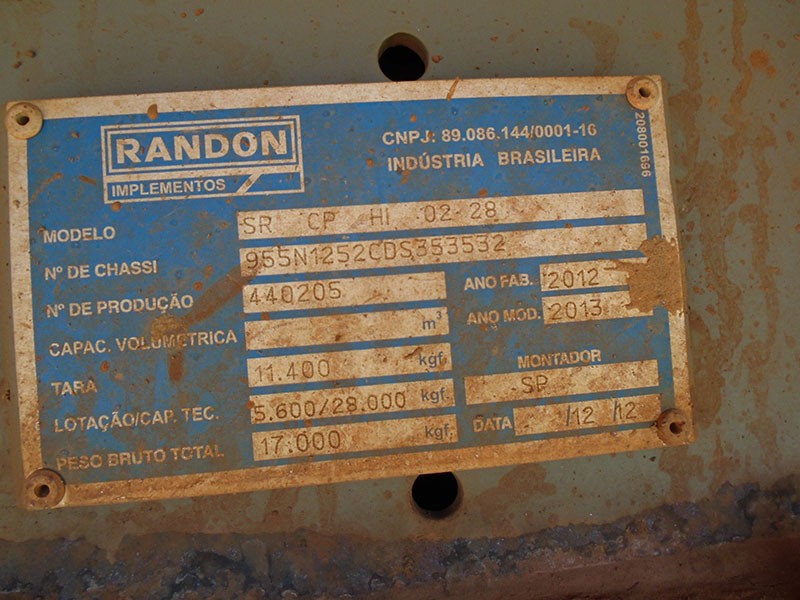 RANDON
IMPLEMENTOS
CNPJ: 89.086.144/0001-16
INDÚSTRIA BRASILEIRA
208001696
MODELO SR CP HI 02 28
Nº DE CHASSI 955N1252CDS353532
Nº DE PRODUÇÃO 440205
ANO FAB. 2012
CAPAC. VOLUMÉTRICA m³
ANO MOD. 2013
TARA 11.400 kgf.
MONTADOR
SP
LOTAÇÃO/CAP. TEC. 5.600/28.000 kgf.
DATA /12 /12
PESO BRUTO TOTAL 17.000 kgf.